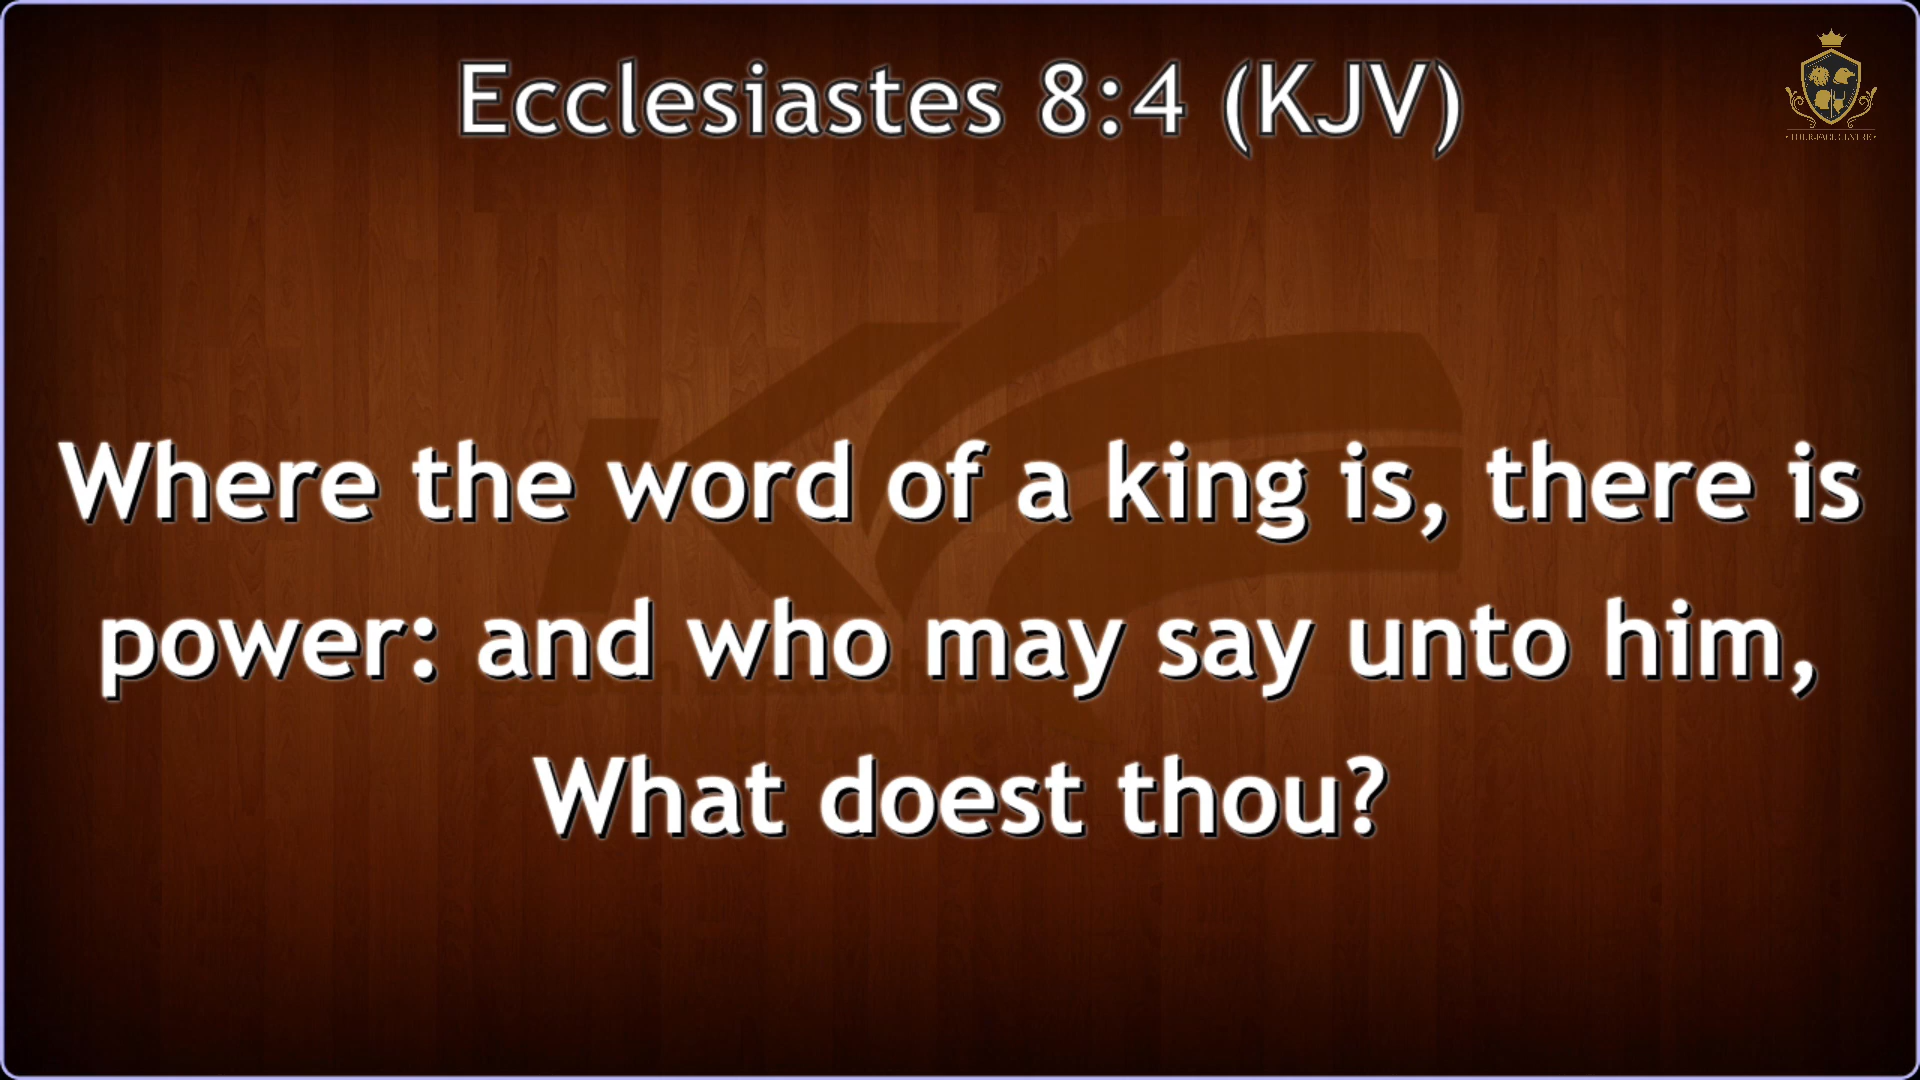 Ecclesiastes 8:4 (KJV)
Where the word of a king is, there is
power: and who may say unto him,
What doest thou?